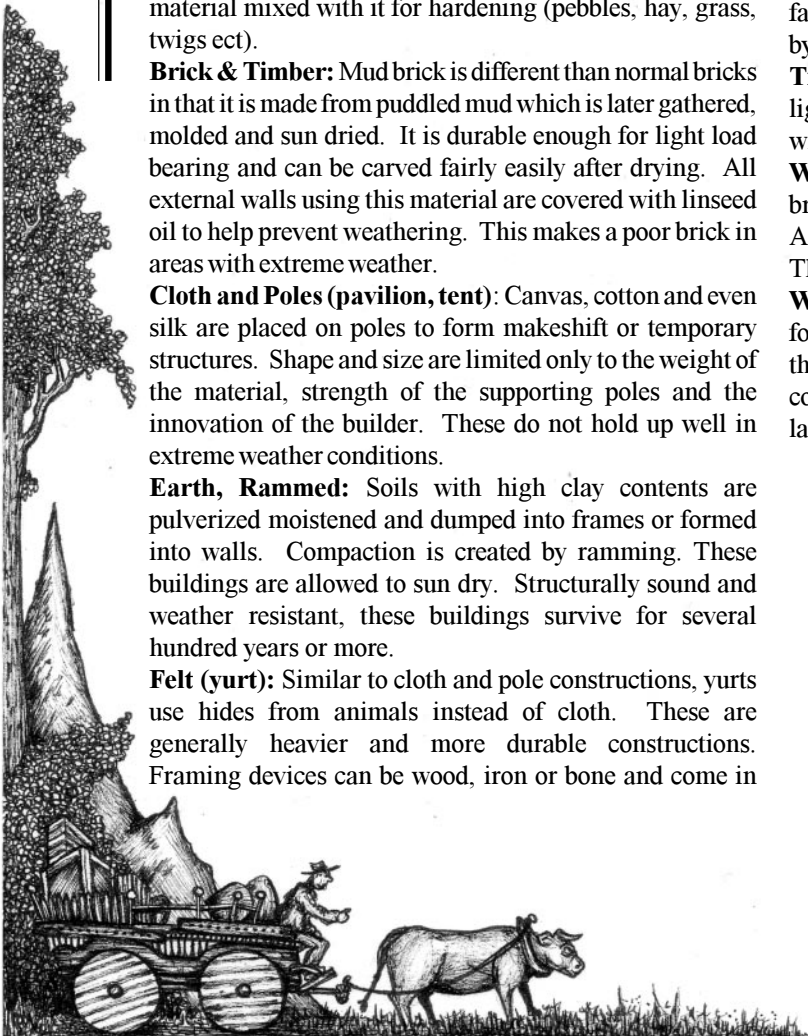 material mixed with it for hardening (pebbles, hay, grass,
twigs ect).
Brick & Timber: Mud brick is different than normal bricks
in that it is made from puddled mud which is later gathered,
molded and sun dried. It is durable enough for light load
bearing and can be carved fairly easily after drying. All
external walls using this material are covered with linseed
oil to help prevent weathering. This makes a poor brick in
areas with extreme weather.
Cloth and Poles (pavilion, tent): Canvas, cotton and even
silk are placed on poles to form makeshift or temporary
structures. Shape and size are limited only to the weight of
the material, strength of the supporting poles and the
innovation of the builder. These do not hold up well in
extreme weather conditions.
Earth, Rammed: Soils with high clay contents are
pulverized moistened and dumped into frames or formed
into walls. Compaction is created by ramming. These
buildings are allowed to sun dry. Structurally sound and
weather resistant, these buildings survive for several
hundred years or more.
Felt (yurt): Similar to cloth and pole constructions, yurts
use hides from animals instead of cloth. These are
generally heavier and more durable constructions.
Framing devices can be wood, iron or bone and come in
fa
by
lig
w
W
br
A
W
fo
th
co
la